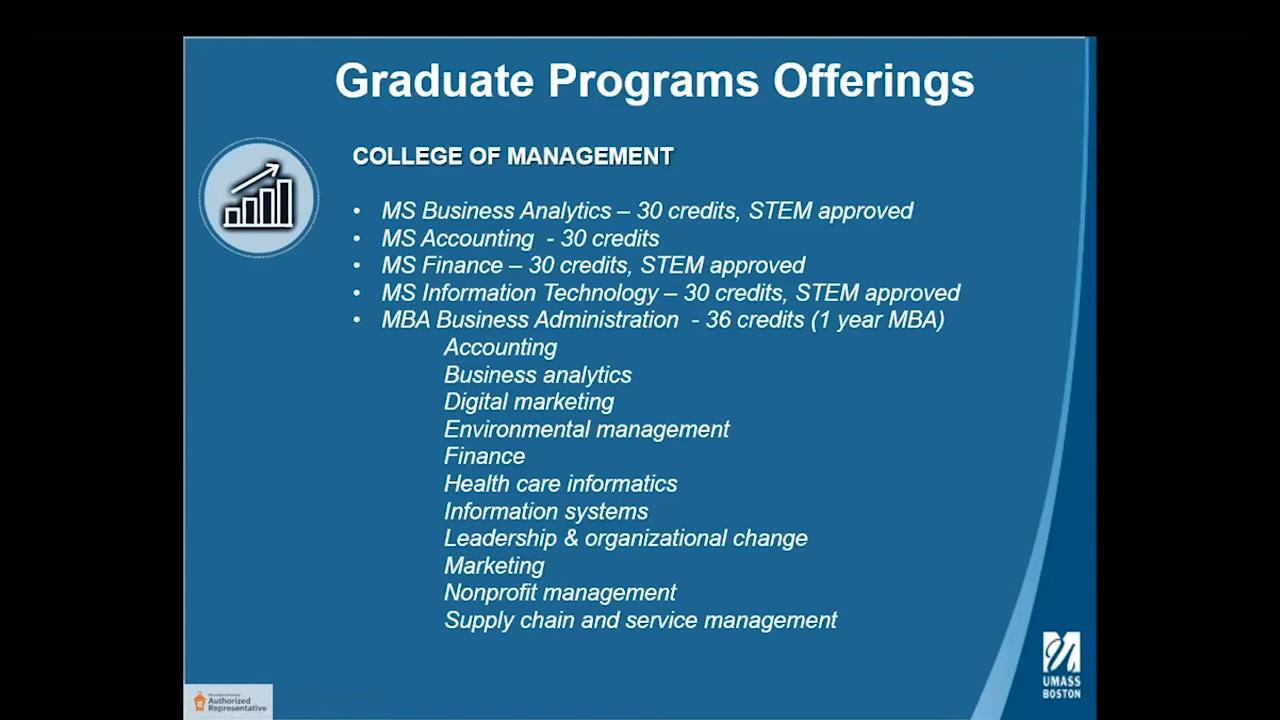 Graduate Programs Offerings
COLLEGE OF MANAGEMENT
• MS Business Analytics – 30 credits, STEM approved
• MS Accounting - 30 credits
• MS Finance – 30 credits, STEM approved
• MS Information Technology – 30 credits, STEM approved
• MBA Business Administration - 36 credits (1 year MBA)
Accounting
Business analytics
Digital marketing
Environmental management
Finance
Health care informatics
Information systems
Leadership & organizational change
Marketing
Nonprofit management
Supply chain and service management
Authorized
Representative
UMASS
BOSTON